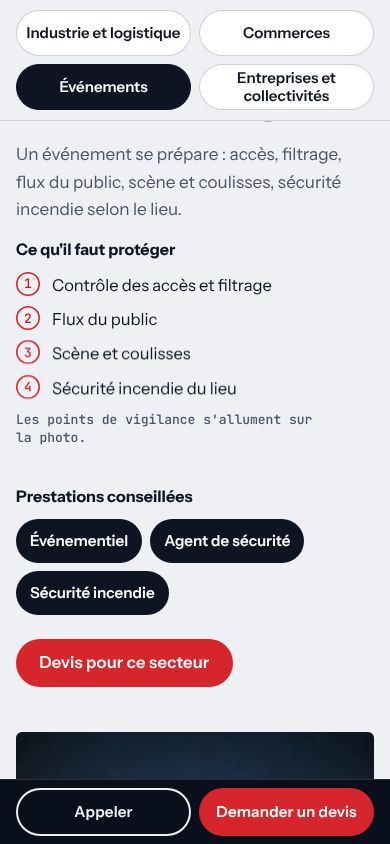 Industrie et logistique
Commerces
Événements
Entreprises et
collectivités
Un événement se prépare : accès, filtrage,
flux du public, scène et coulisses, sécurité
incendie selon le lieu.
Ce qu'il faut protéger
1 Contrôle des accès et filtrage
2 Flux du public
3 Scène et coulisses
4 Sécurité incendie du lieu
Les points de vigilance s'allument sur
la photo.
Prestations conseillées
Événementiel
Agent de sécurité
Sécurité incendie
Devis pour ce secteur
Appeler
Demander un devis